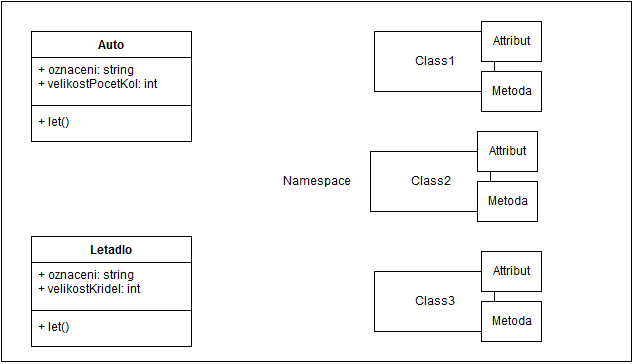 Auto
+ oznaceni: string
+ velikostPocetKol: int
+ let()
Letadlo
+ oznaceni: string
+ velikostKridel: int
+ let()
Namespace
Class1
Attribut
Metoda
Class2
Attribut
Metoda
Class3
Attribut
Metoda